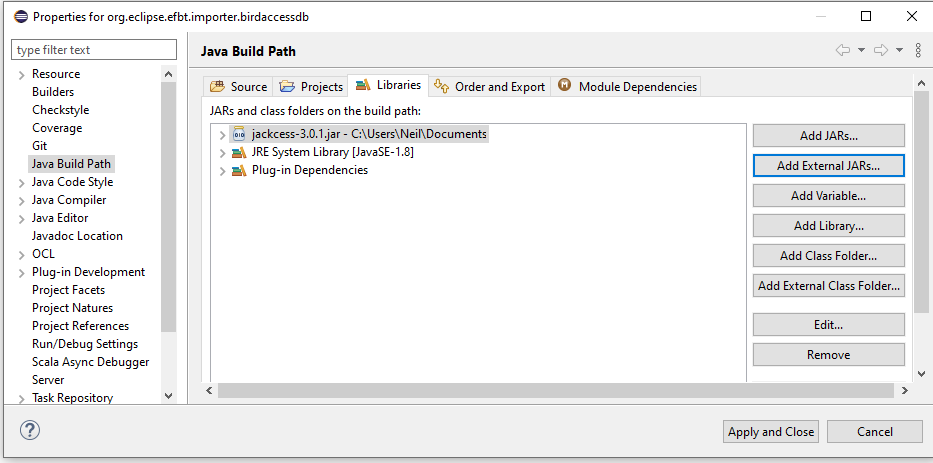 Properties for org.eclipse.efbt.importer.birdaccessdb
type filter text
Resource
Builders
Checkstyle
Coverage
Git
Java Build Path
Java Code Style
Java Compiler
Java Editor
Javadoc Location
OCL
Plug-in Development
Project Facets
Project Natures
Project References
Run/Debug Settings
Scala Async Debugger
Server
Task Repository
Java Build Path
Source Projects Libraries Order and Export Module Dependencies
JARs and class folders on the build path:
jackcess-3.0.1.jar - C:\Users\Neil\Documents
JRE System Library [JavaSE-1.8]
Plug-in Dependencies
Add JARs...
Add External JARs...
Add Variable...
Add Library...
Add Class Folder...
Add External Class Folder...
Edit...
Remove
Apply and Close Cancel